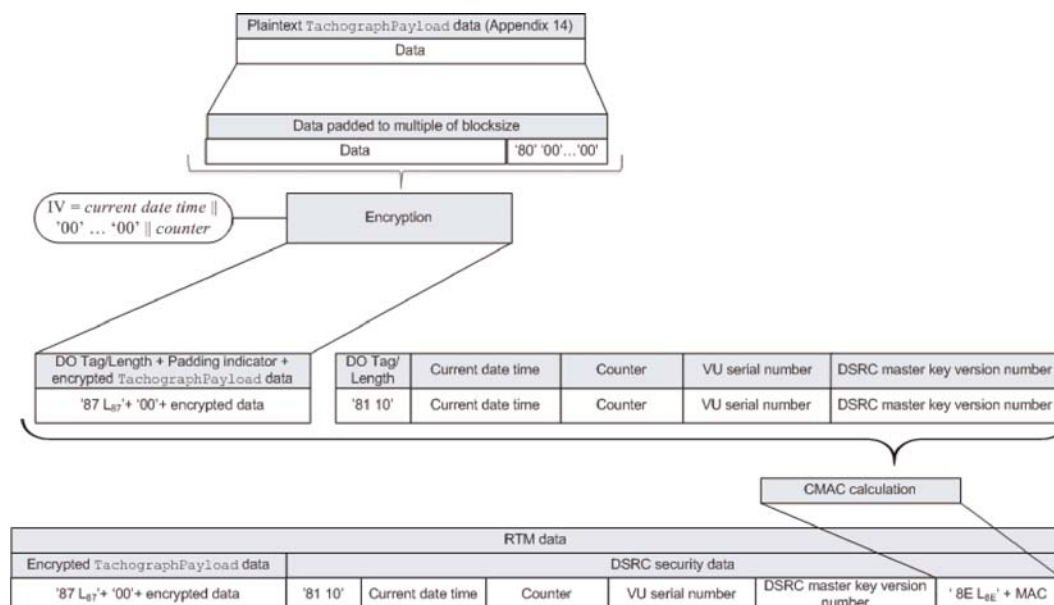 Plaintext TachographPayload data (Appendix 14)
Data
Data padded to multiple of blocksize
Data '80' '00'…'00'
IV = current date time ||
'00' … '00' || counter
Encryption
DO Tag/Length + Padding indicator +
encrypted TachographPayload data
'87 L₈₇'+ '00'+ encrypted data
DO Tag/
Length
Current date time Counter VU serial number DSRC master key version number
'81 10' Current date time Counter VU serial number DSRC master key version number
CMAC calculation
RTM data
Encrypted TachographPayload data DSRC security data
'87 L₈₇'+ '00'+ encrypted data '81 10' Current date time Counter VU serial number DSRC master key version
number
' 8E L₈E' + MAC